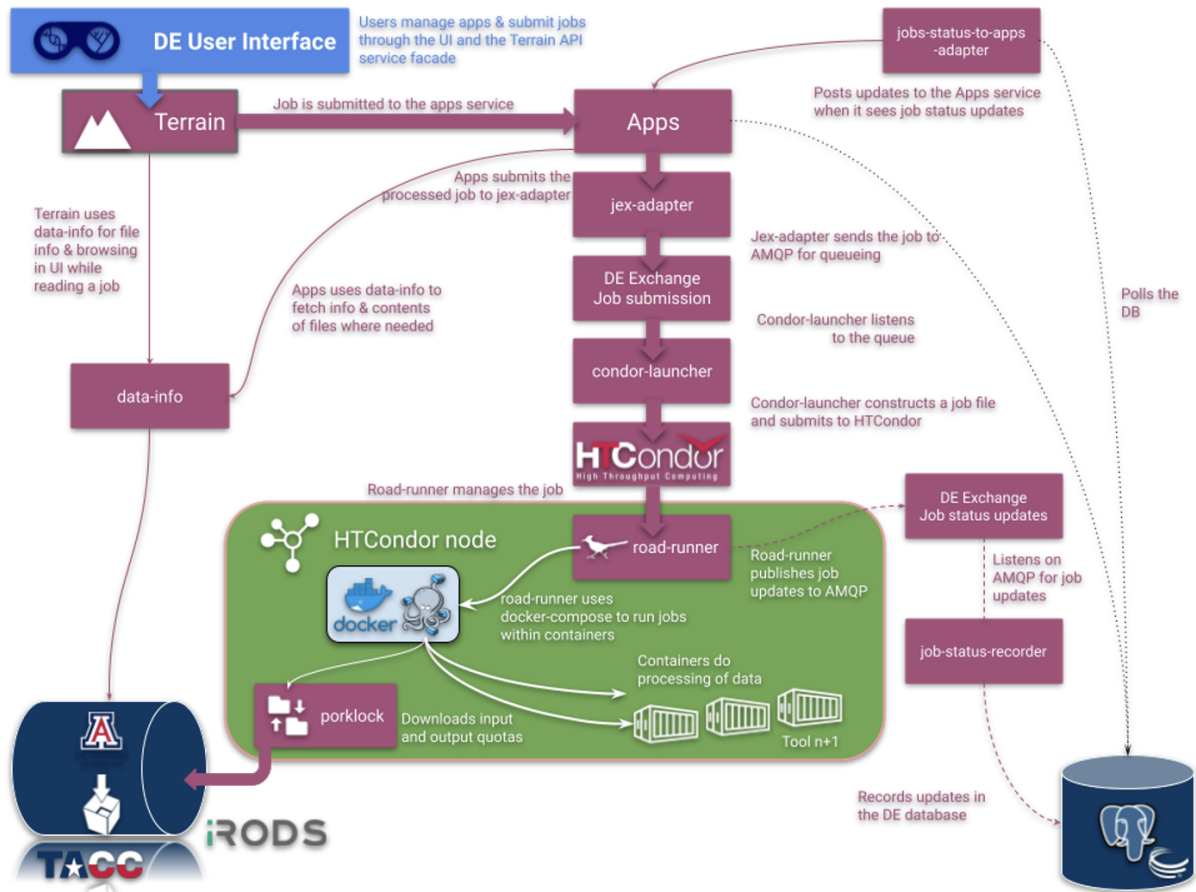 DE User Interface
Users manage apps & submit jobs
through the UI and the Terrain API
service facade
jobs-status-to-apps
-adapter
Terrain
Job is submitted to the apps service
Apps
Posts updates to the Apps service
when it sees job status updates
Apps submits the
processed job to jex-adapter
jex-adapter
Terrain uses
data-info for file
info & browsing
in UI while
reading a job
Jex-adapter sends the job to
AMQP for queueing
DE Exchange
Job submission
Apps uses data-info to
fetch info & contents
of files where needed
Polls the
DB
Condor-launcher listens
to the queue
condor-launcher
data-info
Condor-launcher constructs a job file
and submits to HTCondor
HTCondor
High Throughput Computing
Road-runner manages the job
DE Exchange
Job status updates
HTCondor node
road-runner
Road-runner
publishes job
updates to AMQP
Listens on
AMQP for job
updates
docker
road-runner uses
docker-compose to run jobs
within containers
job-status-recorder
Containers do
processing of data
porklock
Downloads input
and output quotas
Tool n+1
A
Records updates in
the DE database
iRODS
TACC